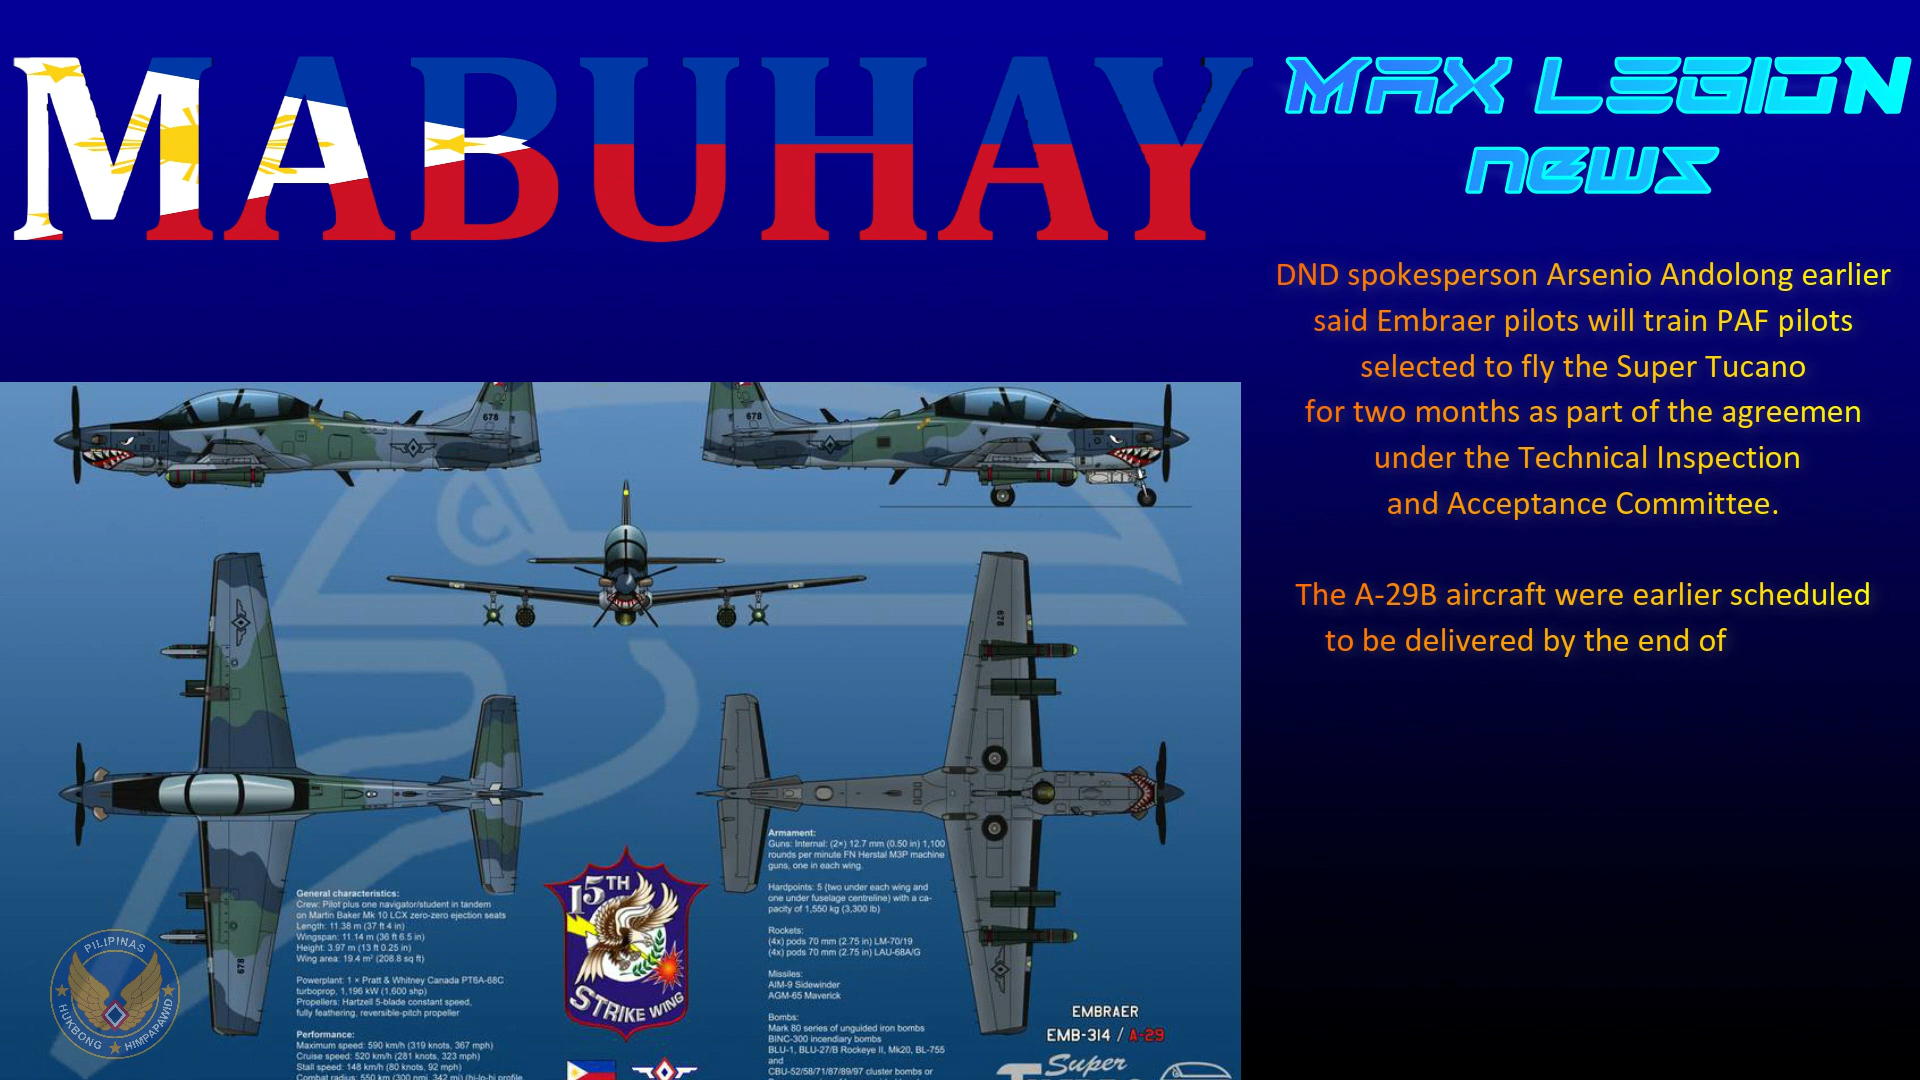 MABUHAY
MAX LEGION
news
DND spokesperson Arsenio Andolong earlier
said Embraer pilots will train PAF pilots
selected to fly the Super Tucano
for two months as part of the agreemen
under the Technical Inspection
and Acceptance Committee.
The A-29B aircraft were earlier scheduled
to be delivered by the end of
678
678
678
678
General characteristics:
Crew: Pilot plus one navigator/student in tandem
on Martin Baker Mk 10 LCX zero-zero ejection seats
Length: 11.38 m (37 ft 4 in)
Wingspan: 11.14 m (36 ft 6.5 in)
Height: 3.97 m (13 ft 0.25 in)
Wing area: 19.4 m² (208.8 sq ft)
Powerplant: 1 × Pratt & Whitney Canada PT6A-68C
turboprop, 1,196 kW (1,600 shp)
Propellers: Hartzell 5-blade constant speed,
fully feathering, reversible-pitch propeller
Performance:
Maximum speed: 590 km/h (319 knots, 367 mph)
Cruise speed: 520 km/h (281 knots, 323 mph)
Stall speed: 148 km/h (80 knots, 92 mph)
Combat radius: 550 km (300 nmi, 342 mi) (hi-lo-hi profile,
15TH
STRIKE WING
Armament:
Guns: Internal: (2×) 12.7 mm (0.50 in) 1,100
rounds per minute FN Herstal M3P machine
guns, one in each wing.
Hardpoints: 5 (two under each wing and
one under fuselage centreline) with a ca-
pacity of 1,550 kg (3,300 lb)
Rockets:
(4x) pods 70 mm (2.75 in) LM-70/19
(4x) pods 70 mm (2.75 in) LAU-68A/G
Missiles:
AIM-9 Sidewinder
AGM-65 Maverick
Bombs:
Mark 80 series of unguided iron bombs
BINC-300 incendiary bombs
BLU-1, BLU-27/B Rockeye II, Mk20, BL-755
and
CBU-52/58/71/87/89/97 cluster bombs or
EMBRAER
EMB-314 / A-29
Super
PILIPINAS
HUKBONG HIMPAPAWID